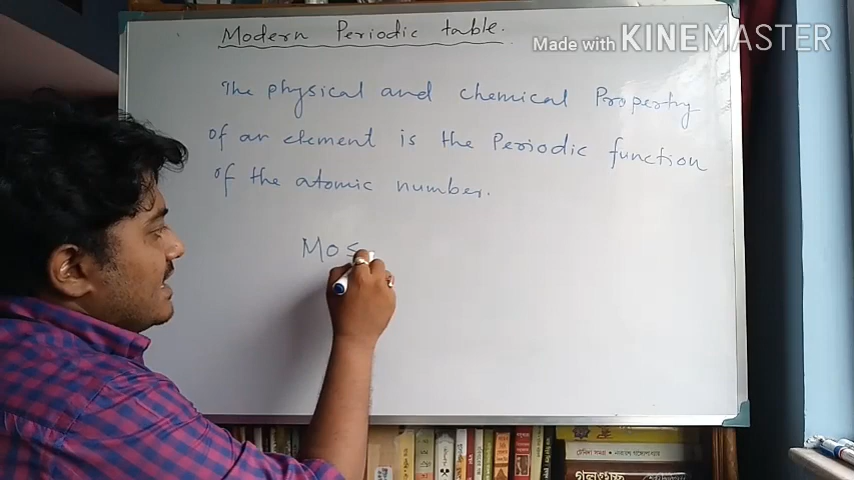 Modern Periodic table.
Made with KINEMASTER
The physical and chemical Property
of an element is the Periodic function
of the atomic number.
Mos